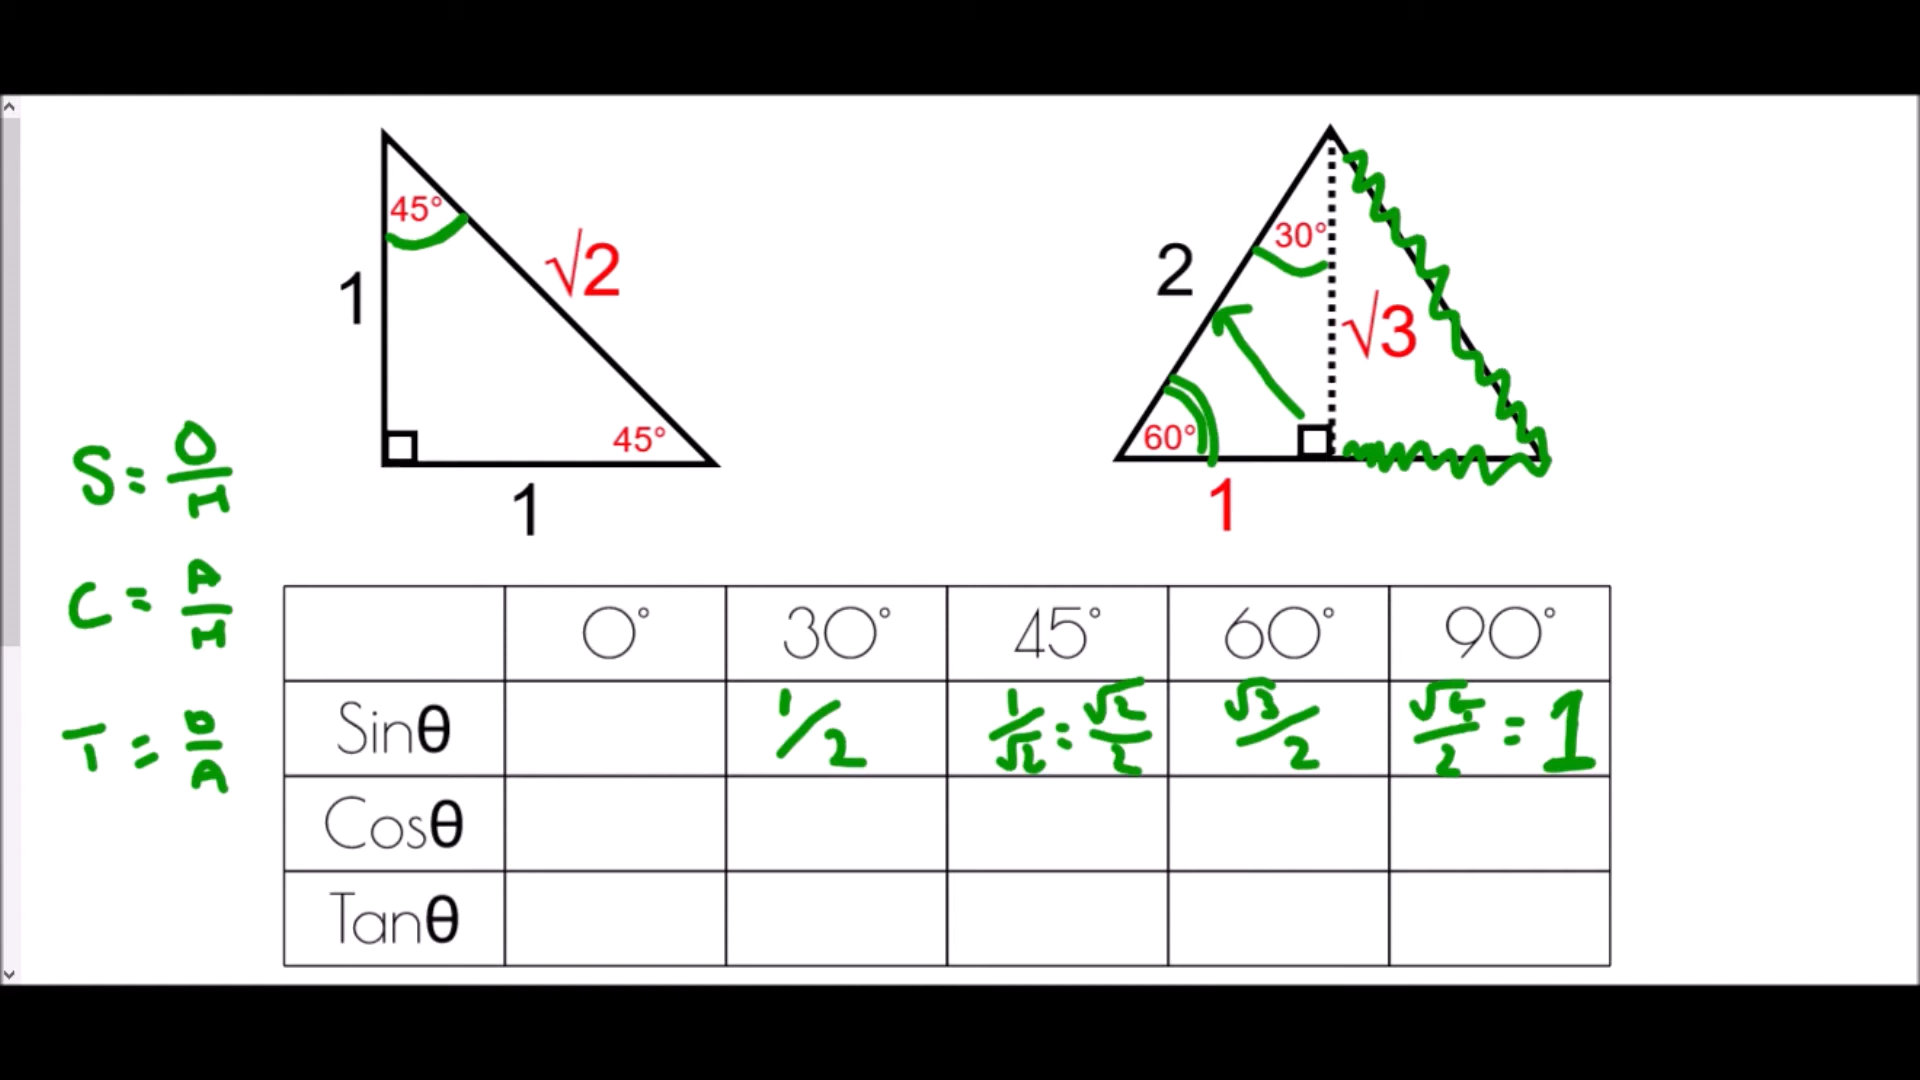 45°
1
√2
45°
1
30°
2
√3
60°
1
S = O/H
C = A/H
T = O/A
0° 30° 45° 60° 90°
Sinθ 1/2 1/√2 = √2/2 √3/2 √4/2 = 1
Cosθ
Tanθ